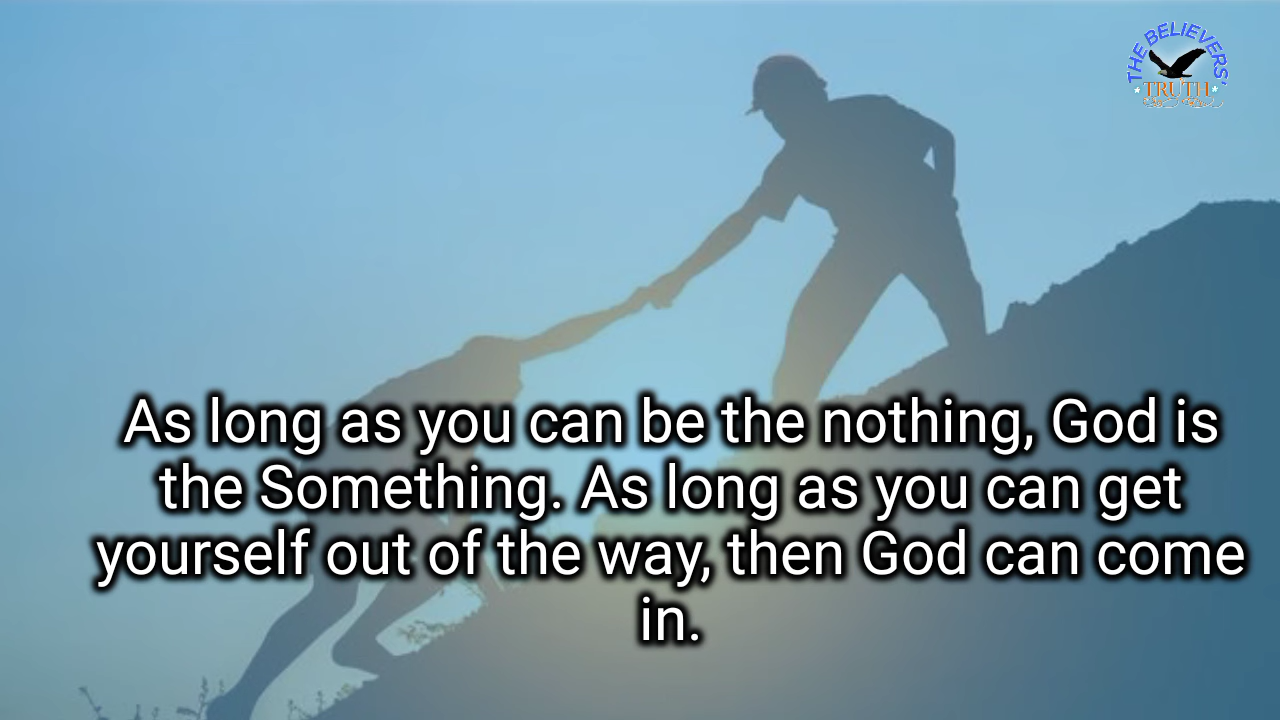 THE BELIEVERS'
TRUTH
As long as you can be the nothing, God is
the Something. As long as you can get
yourself out of the way, then God can come
in.